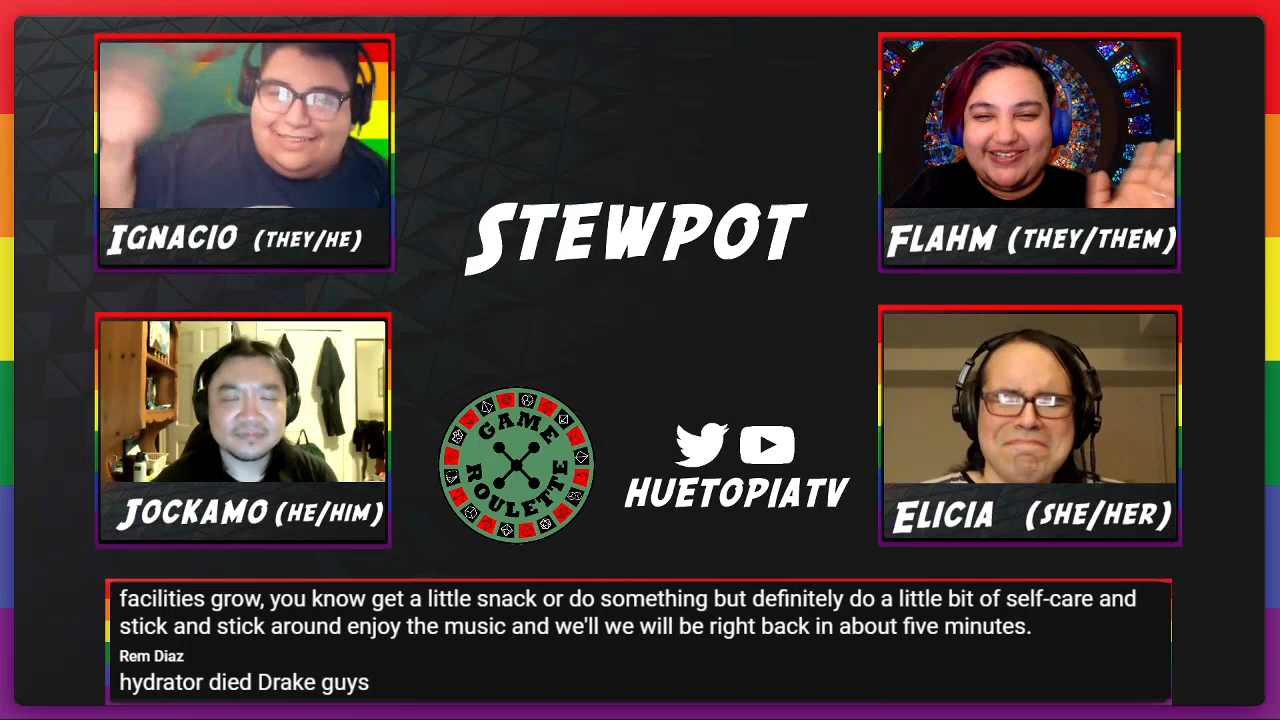 IGNACIO (THEY/HE)
FLAHM (THEY/THEM)
STEWPOT
JOCKAMO (HE/HIM)
GAME
ROULETTE
HUETOPIATV
ELICIA (SHE/HER)
facilities grow, you know get a little snack or do something but definitely do a little bit of self-care and
stick and stick around enjoy the music and we'll we will be right back in about five minutes.
Rem Diaz
hydrator died Drake guys